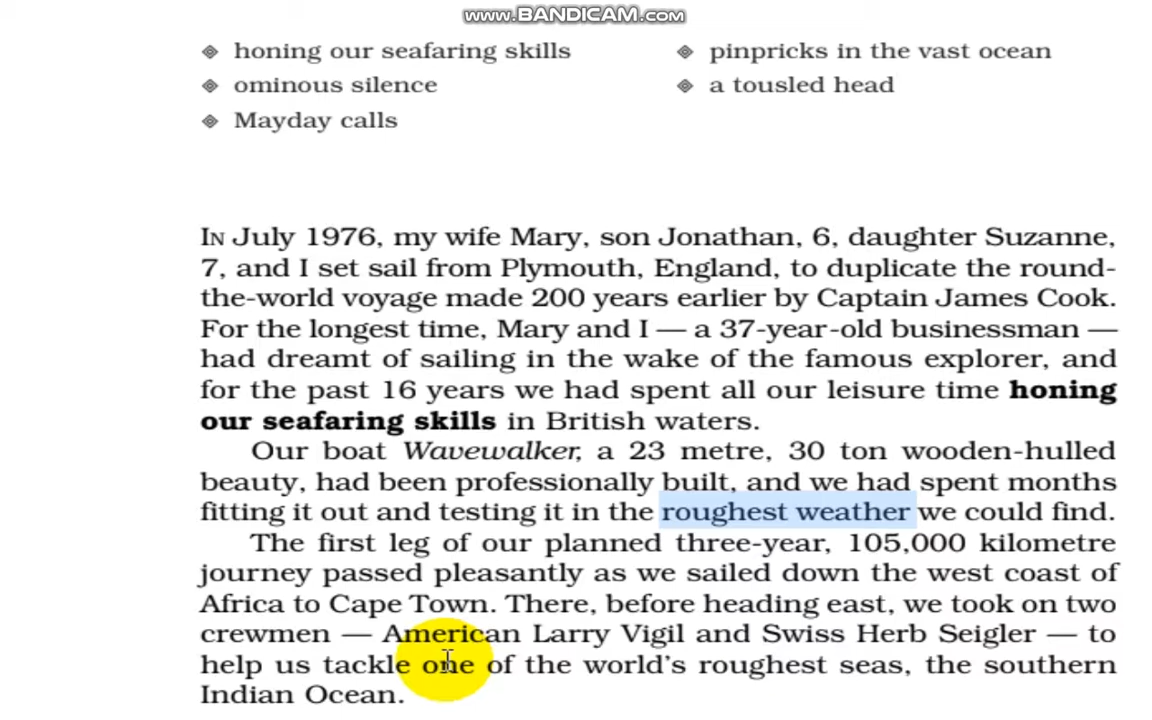 www.BANDICAM.com
honing our seafaring skills
pinpricks in the vast ocean
ominous silence
a tousled head
Mayday calls
IN July 1976, my wife Mary, son Jonathan, 6, daughter Suzanne,
7, and I set sail from Plymouth, England, to duplicate the round-
the-world voyage made 200 years earlier by Captain James Cook.
For the longest time, Mary and I — a 37-year-old businessman —
had dreamt of sailing in the wake of the famous explorer, and
for the past 16 years we had spent all our leisure time honing
our seafaring skills in British waters.
Our boat Wavewalker, a 23 metre, 30 ton wooden-hulled
beauty, had been professionally built, and we had spent months
fitting it out and testing it in the roughest weather we could find.
The first leg of our planned three-year, 105,000 kilometre
journey passed pleasantly as we sailed down the west coast of
Africa to Cape Town. There, before heading east, we took on two
crewmen — American Larry Vigil and Swiss Herb Seigler — to
help us tackle one of the world's roughest seas, the southern
Indian Ocean.